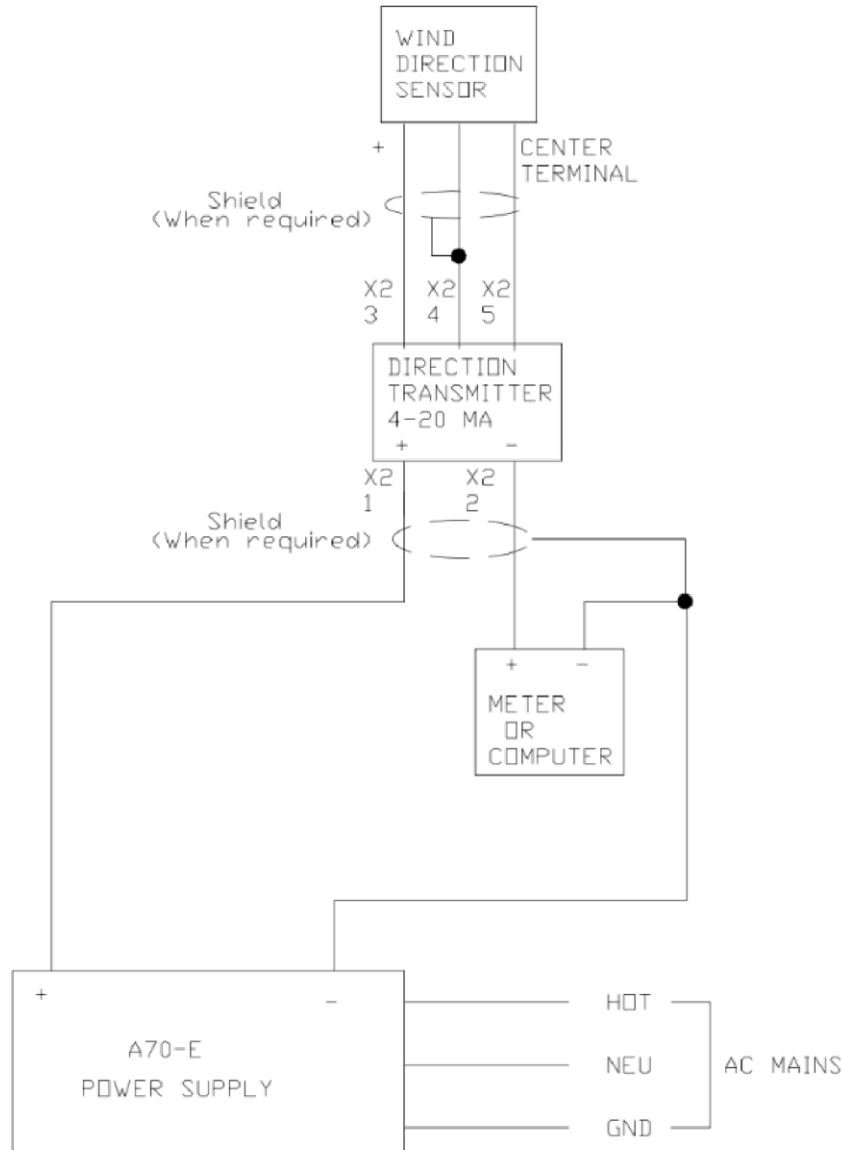 WIND
DIRECTION
SENSOR
+
CENTER
TERMINAL
Shield
(When required)
X2 X2 X2
3 4 5
DIRECTION
TRANSMITTER
4-20 MA
+ -
X2 X2
1 2
Shield
(When required)
+ -
METER
OR
COMPUTER
+ -
A70-E
POWER SUPPLY
HOT
NEU
GND
AC MAINS